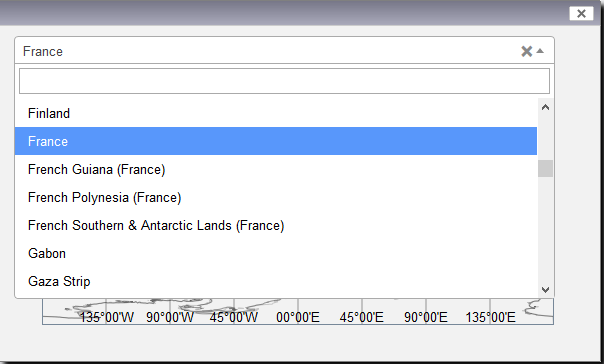 France
Finland
France
French Guiana (France)
French Polynesia (France)
French Southern & Antarctic Lands (France)
Gabon
Gaza Strip
135°00'W 90°00'W 45°00'W 00°00'E 45°00'E 90°00'E 135°00'E